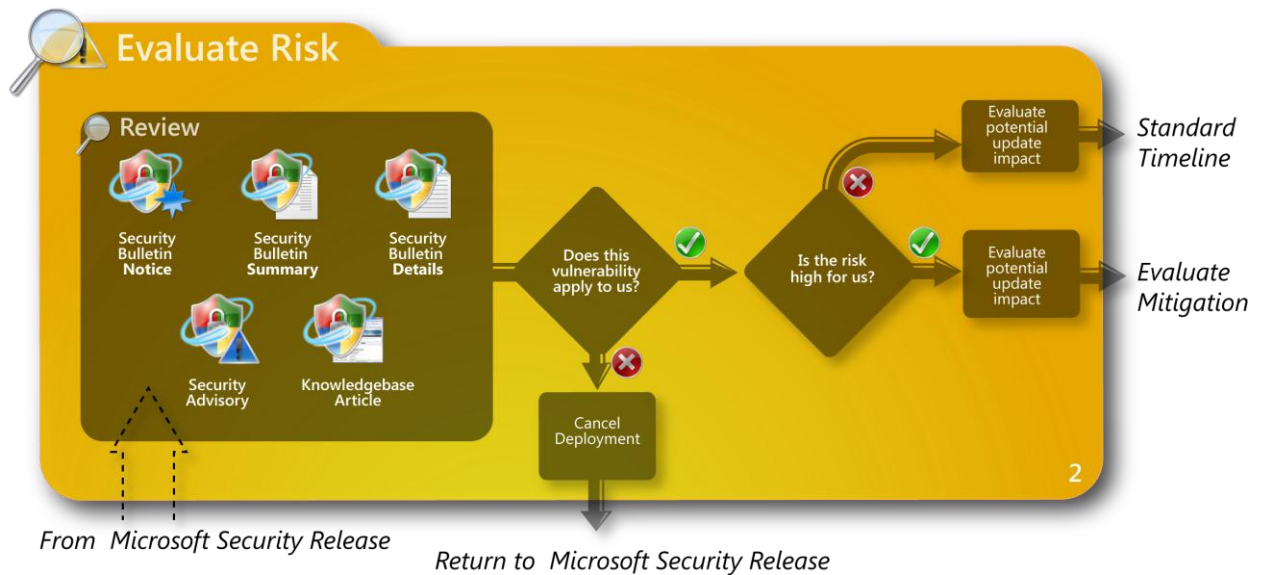 Evaluate Risk
Review
Security
Bulletin
Notice
Security
Bulletin
Summary
Security
Bulletin
Details
Security
Advisory
Knowledgebase
Article
Does this
vulnerability
apply to us?
Cancel
Deployment
Is the risk
high for us?
Evaluate
potential
update
impact
Standard
Timeline
Evaluate
potential
update
impact
Evaluate
Mitigation
2
From Microsoft Security Release
Return to Microsoft Security Release